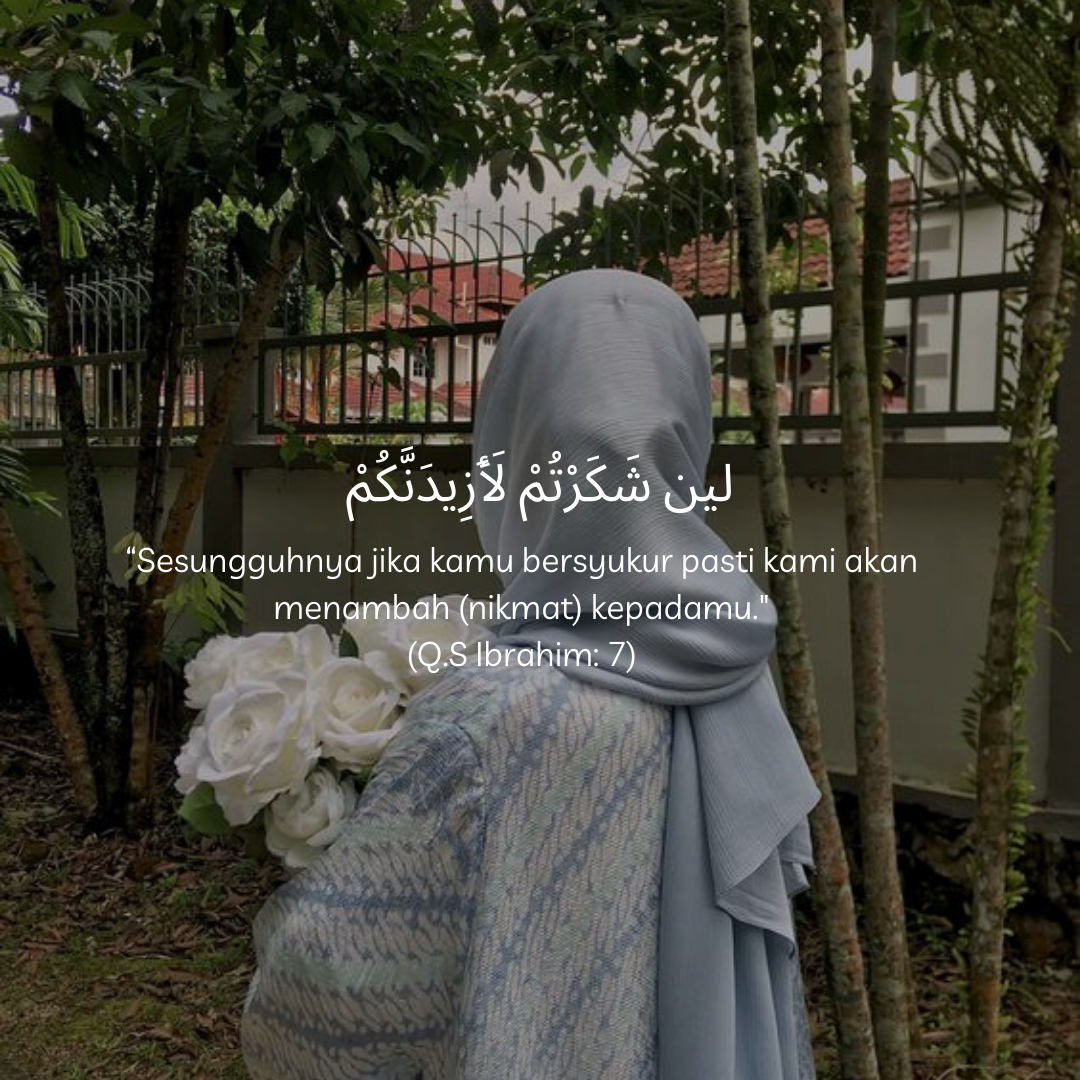 لين شَكَرْتُمْ لَأَزِيدَنَّكُمْ
“Sesungguhnya jika kamu bersyukur pasti kami akan
menambah (nikmat) kepadamu."
(Q.S Ibrahim: 7)